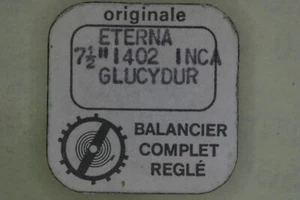 originale
ETERNA
7½" 1402 INCA
GLUCYDUR
BALANCIER
COMPLET
REGLÉ